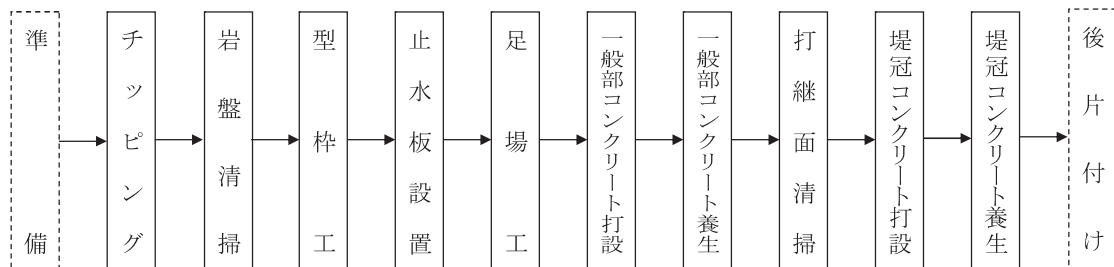 準備
チッピング
岩盤清掃
型枠工
止水板設置
足場工
一般部コンクリート打設
一般部コンクリート養生
打継面清掃
堤冠コンクリート打設
堤冠コンクリート養生
後片付け